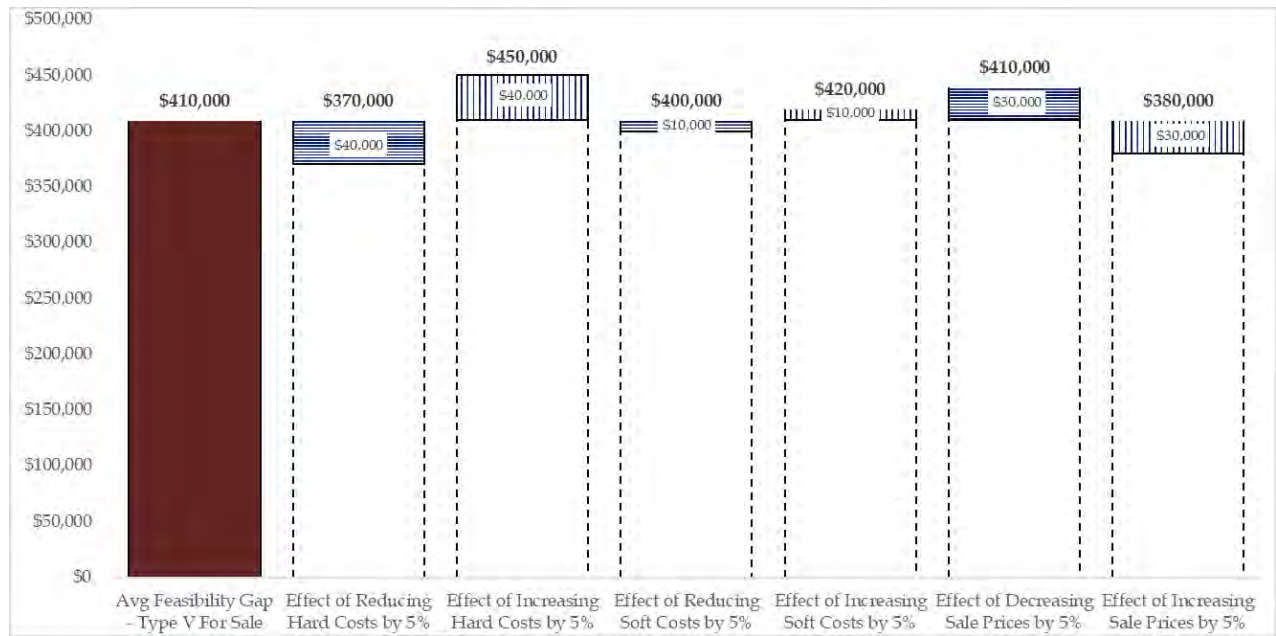 $500,000
$450,000
$400,000
$350,000
$300,000
$250,000
$200,000
$150,000
$100,000
$50,000
$0
$410,000
$370,000
$450,000
$400,000
$420,000
$410,000
$380,000
$40,000
$40,000
$10,000
$10,000
$30,000
$30,000
Avg Feasibility Gap
- Type V For Sale
Effect of Reducing
Hard Costs by 5%
Effect of Increasing
Hard Costs by 5%
Effect of Reducing
Soft Costs by 5%
Effect of Increasing
Soft Costs by 5%
Effect of Decreasing
Sale Prices by 5%
Effect of Increasing
Sale Prices by 5%